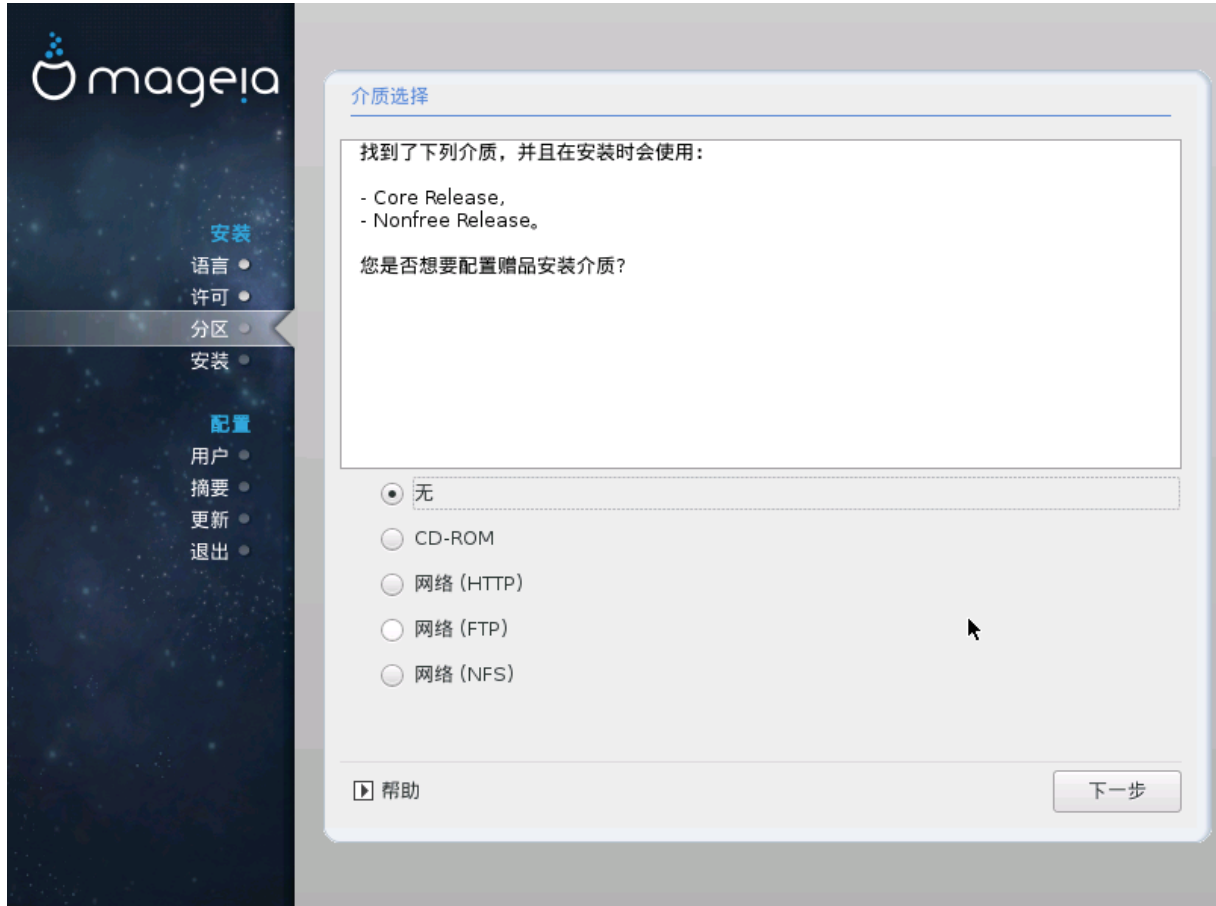 mageia
安装
语言
许可
分区
安装
配置
用户
摘要
更新
退出
介质选择
找到了下列介质，并且在安装时会使用：
- Core Release,
- Nonfree Release。
您是否想要配置赠品安装介质？
无
CD-ROM
网络 (HTTP)
网络 (FTP)
网络 (NFS)
帮助
下一步